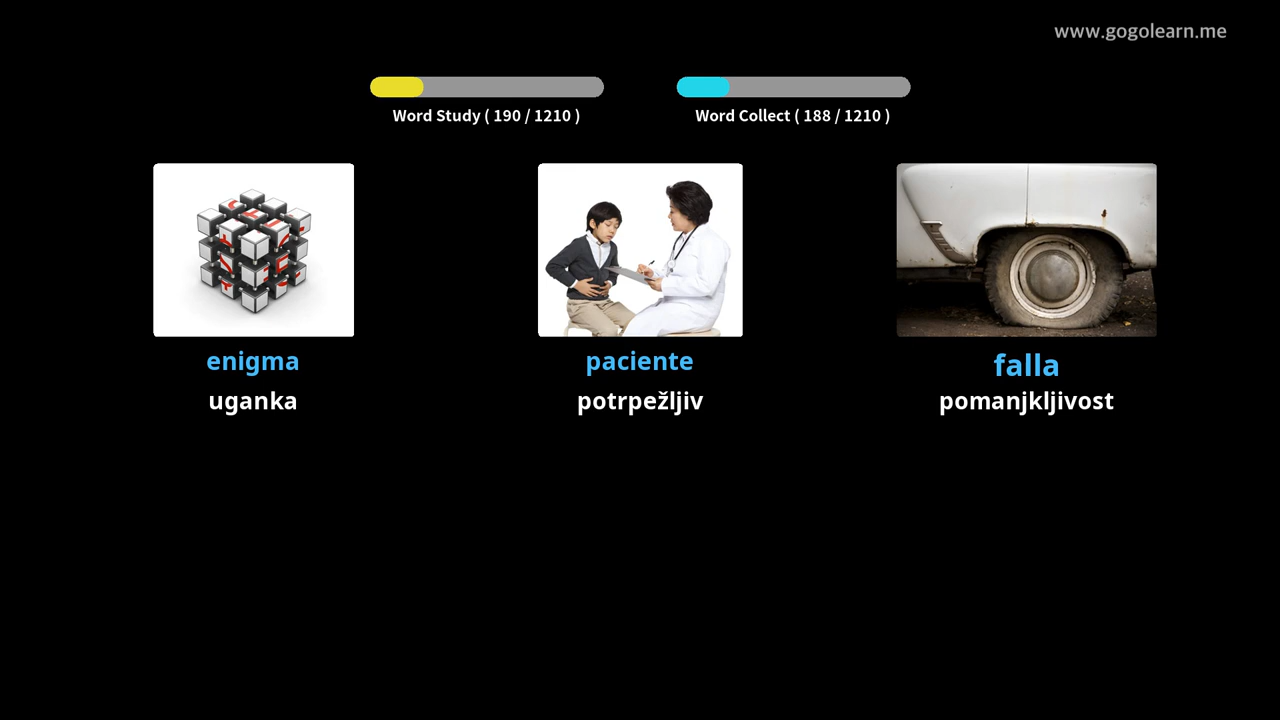 www.gogolearn.me
Word Study ( 190 / 1210 )
Word Collect ( 188 / 1210 )
enigma
uganka
paciente
potrpežljiv
falla
pomanjkljivost